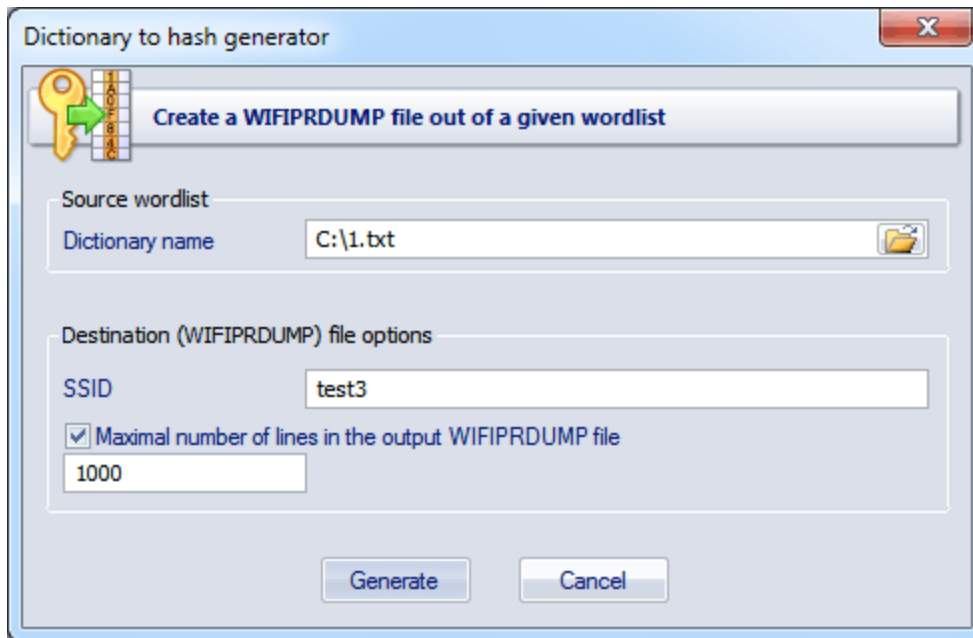 Dictionary to hash generator
Create a WIFIPRDUMP file out of a given wordlist
Source wordlist
Dictionary name
C:\1.txt
Destination (WIFIPRDUMP) file options
SSID
test3
Maximal number of lines in the output WIFIPRDUMP file
1000
Generate
Cancel